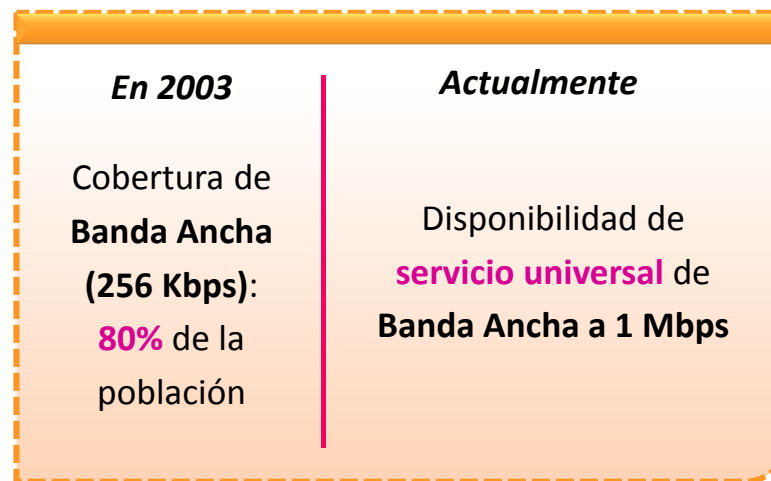 En 2003
Cobertura de
Banda Ancha
(256 Kbps):
80% de la
población
Actualmente
Disponibilidad de
servicio universal de
Banda Ancha a 1 Mbps